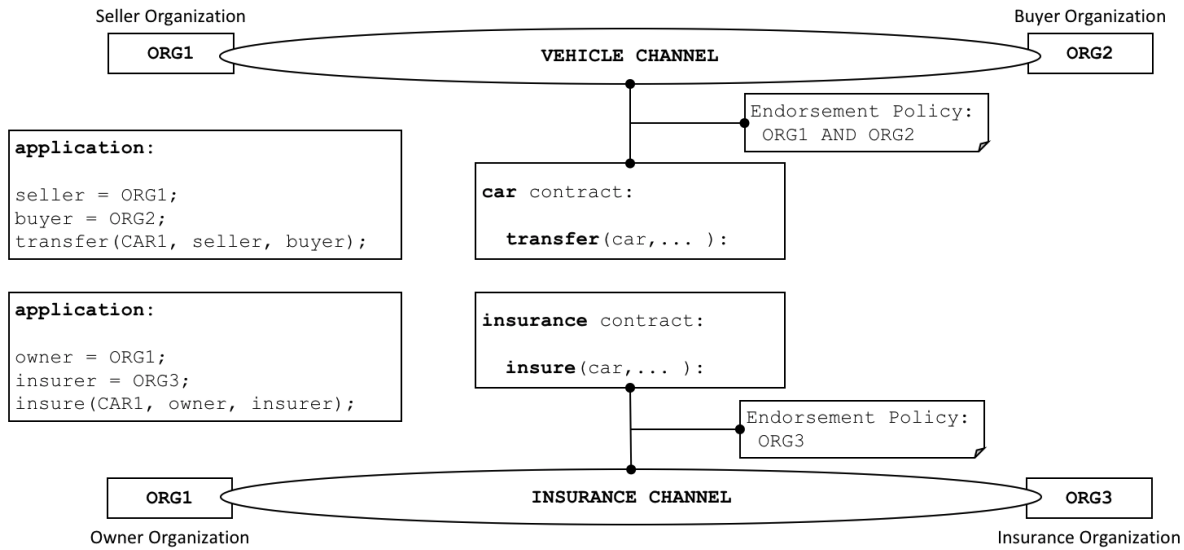 Seller Organization
Buyer Organization
ORG1
VEHICLE CHANNEL
ORG2
Endorsement Policy:
ORG1 AND ORG2
application:
seller = ORG1;
buyer = ORG2;
transfer(CAR1, seller, buyer);
car contract:
transfer(car,... ):
application:
owner = ORG1;
insurer = ORG3;
insure(CAR1, owner, insurer);
insurance contract:
insure(car,... ):
Endorsement Policy:
ORG3
ORG1
INSURANCE CHANNEL
ORG3
Owner Organization
Insurance Organization